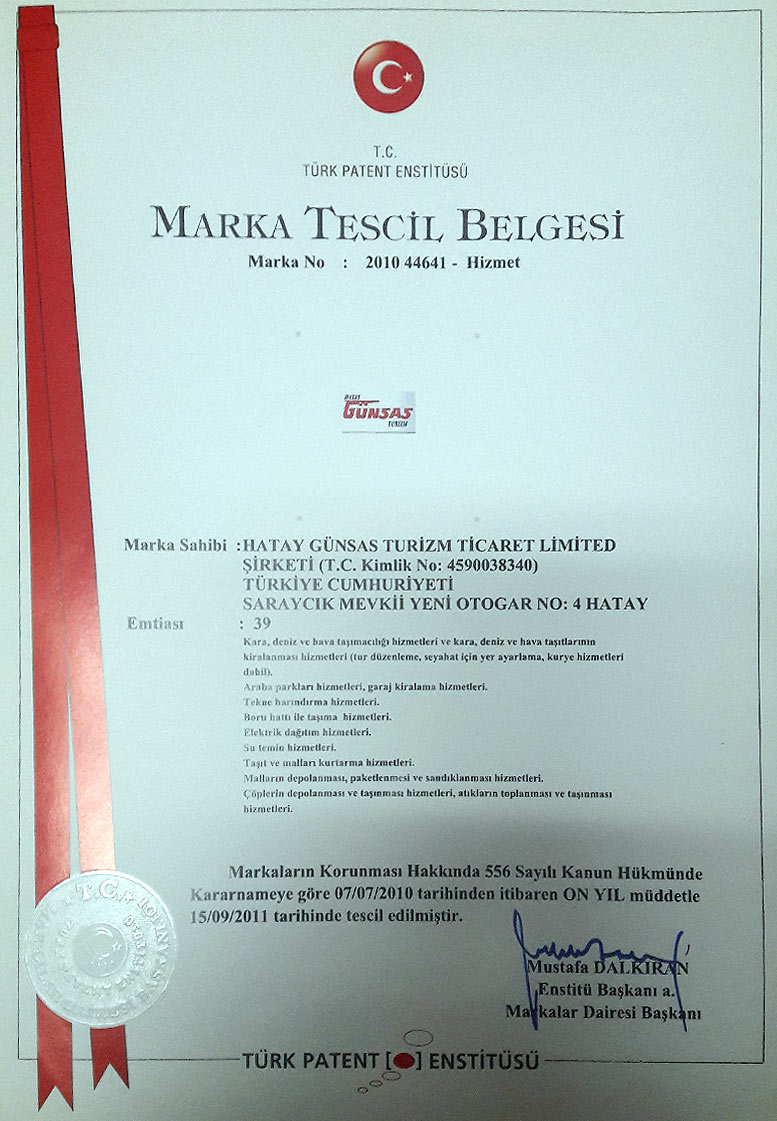 T.C.
TÜRK PATENT ENSTİTÜSÜ
MARKA TESCİL BELGESİ
Marka No : 2010 44641 - Hizmet
HATAY
GÜNSAS
TURİZM
Marka Sahibi :HATAY GÜNSAS TURİZM TİCARET LIMITED
ŞİRKETİ (T.C. Kimlik No: 4590038340)
TÜRKİYE CUMHURİYETİ
SARAYCIK MEVKİİ YENİ OTOGAR NO: 4 HATAY
Emtiası : 39
Kara, deniz ve hava taşımacılığı hizmetleri ve kara, deniz ve hava taşıtlarının
kiralanması hizmetleri (tur düzenleme, seyahat için yer ayarlama, kurye hizmetleri
dahil).
Araba parkları hizmetleri, garaj kiralama hizmetleri.
Tekne barındırma hizmetleri.
Boru hattı ile taşıma hizmetleri.
Elektrik dağıtım hizmetleri.
Su temin hizmetleri.
Taşıt ve malları kurtarma hizmetleri.
Malların depolanması, paketlenmesi ve sandıklanması hizmetleri.
Çöplerin depolanması ve taşınması hizmetleri, atıkların toplanması ve taşınması
hizmetleri.
Markaların Korunması Hakkında 556 Sayılı Kanun Hükmünde
Kararnameye göre 07/07/2010 tarihinden itibaren ON YIL müddetle
15/09/2011 tarihinde tescil edilmiştir.
Mustafa DALKIRAN
Enstitü Başkanı a.
Markalar Dairesi Başkanı
T.C.
TÜRK PATENT [ ] ENSTİTÜSÜ